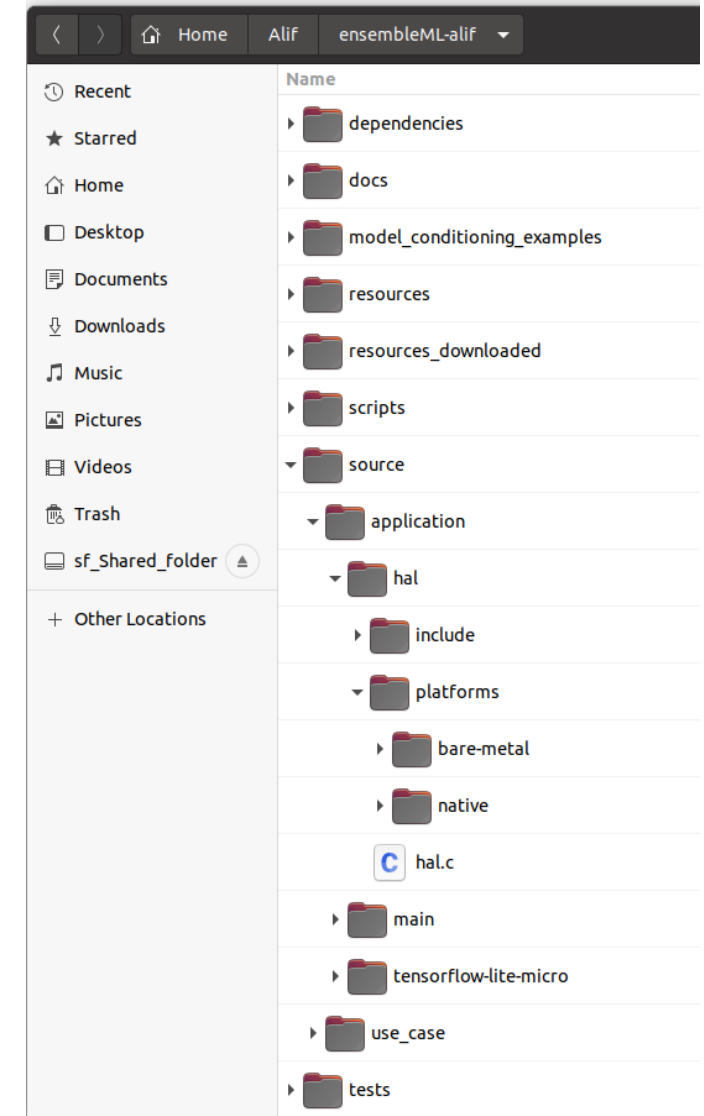 Home Alif ensembleML-alif
Recent
Starred
Home
Desktop
Documents
Downloads
Music
Pictures
Videos
Trash
sf_Shared_folder
Other Locations
Name
dependencies
docs
model_conditioning_examples
resources
resources_downloaded
scripts
source
application
hal
include
platforms
bare-metal
native
C hal.c
main
tensorflow-lite-micro
use_case
tests